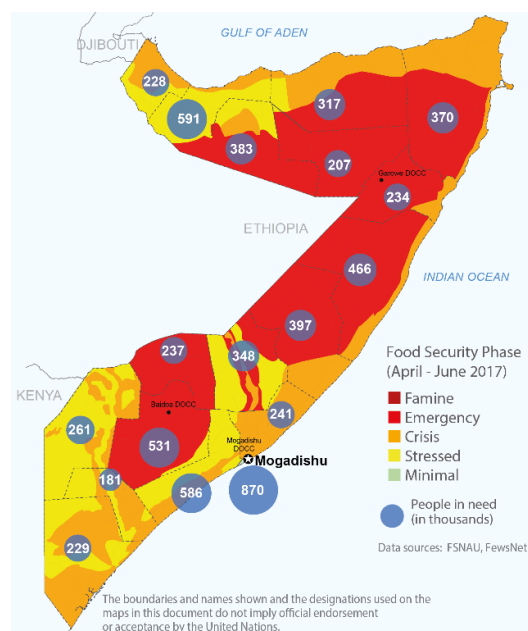 GULF OF ADEN
DJIBOUTI
228
591
317
370
383
207
Garowe DOCC
234
ETHIOPIA
466
INDIAN OCEAN
397
237
348
KENYA
Baidoa DOCC
241
261
531
Mogadishu
DOCC
Mogadishu
181
586
870
229
Food Security Phase
(April - June 2017)
Famine
Emergency
Crisis
Stressed
Minimal
People in need
(in thousands)
Data sources: FSNAU, FewsNet
The boundaries and names shown and the designations used on the
maps in this document do not imply official endorsement
or acceptance by the United Nations.